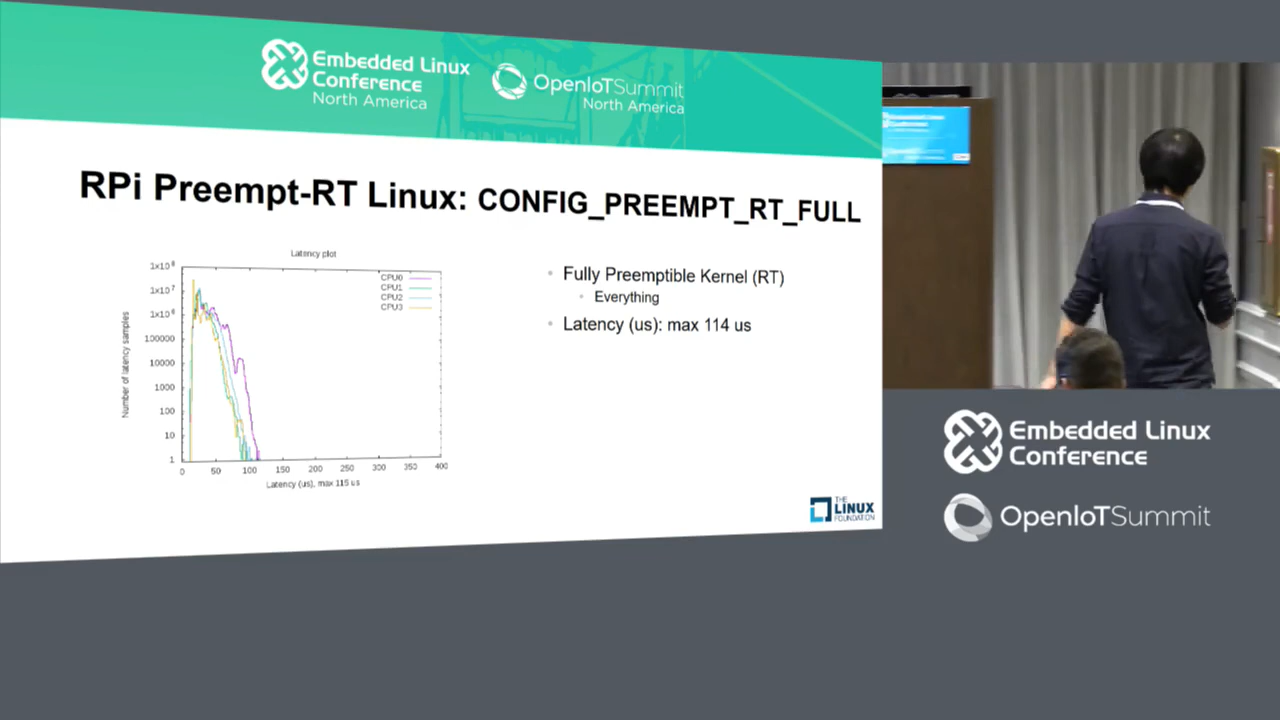 Embedded Linux
Conference
North America
OpenIoTSummit
North America
RPi Preempt-RT Linux: CONFIG_PREEMPT_RT_FULL
Latency plot
1x10^8
1x10^7
1x10^6
100000
10000
1000
100
10
1
Number of latency samples
CPU0
CPU1
CPU2
CPU3
0 50 100 150 200 250 300 350 400
Latency (us), max 115 us
• Fully Preemptible Kernel (RT)
• Everything
• Latency (us): max 114 us
THE
LINUX
FOUNDATION
Embedded Linux
Conference
OpenIoTSummit